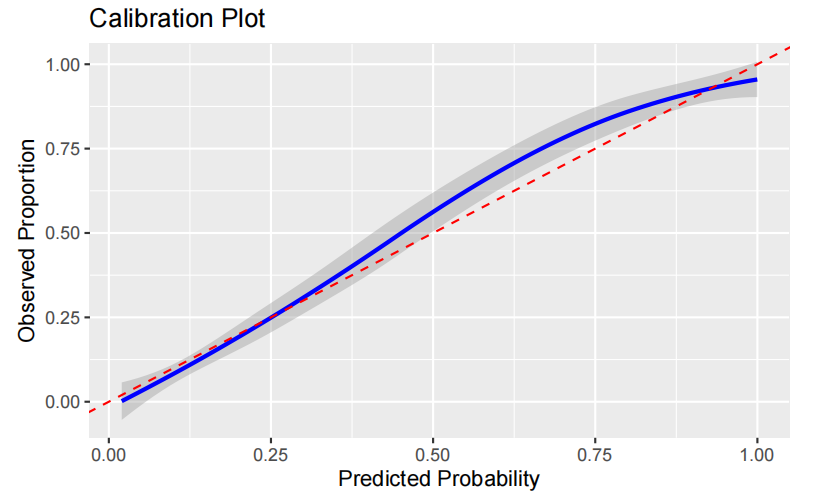 Calibration Plot
1.00
0.75
0.50
0.25
0.00
Observed Proportion
0.00 0.25 0.50 0.75 1.00
Predicted Probability